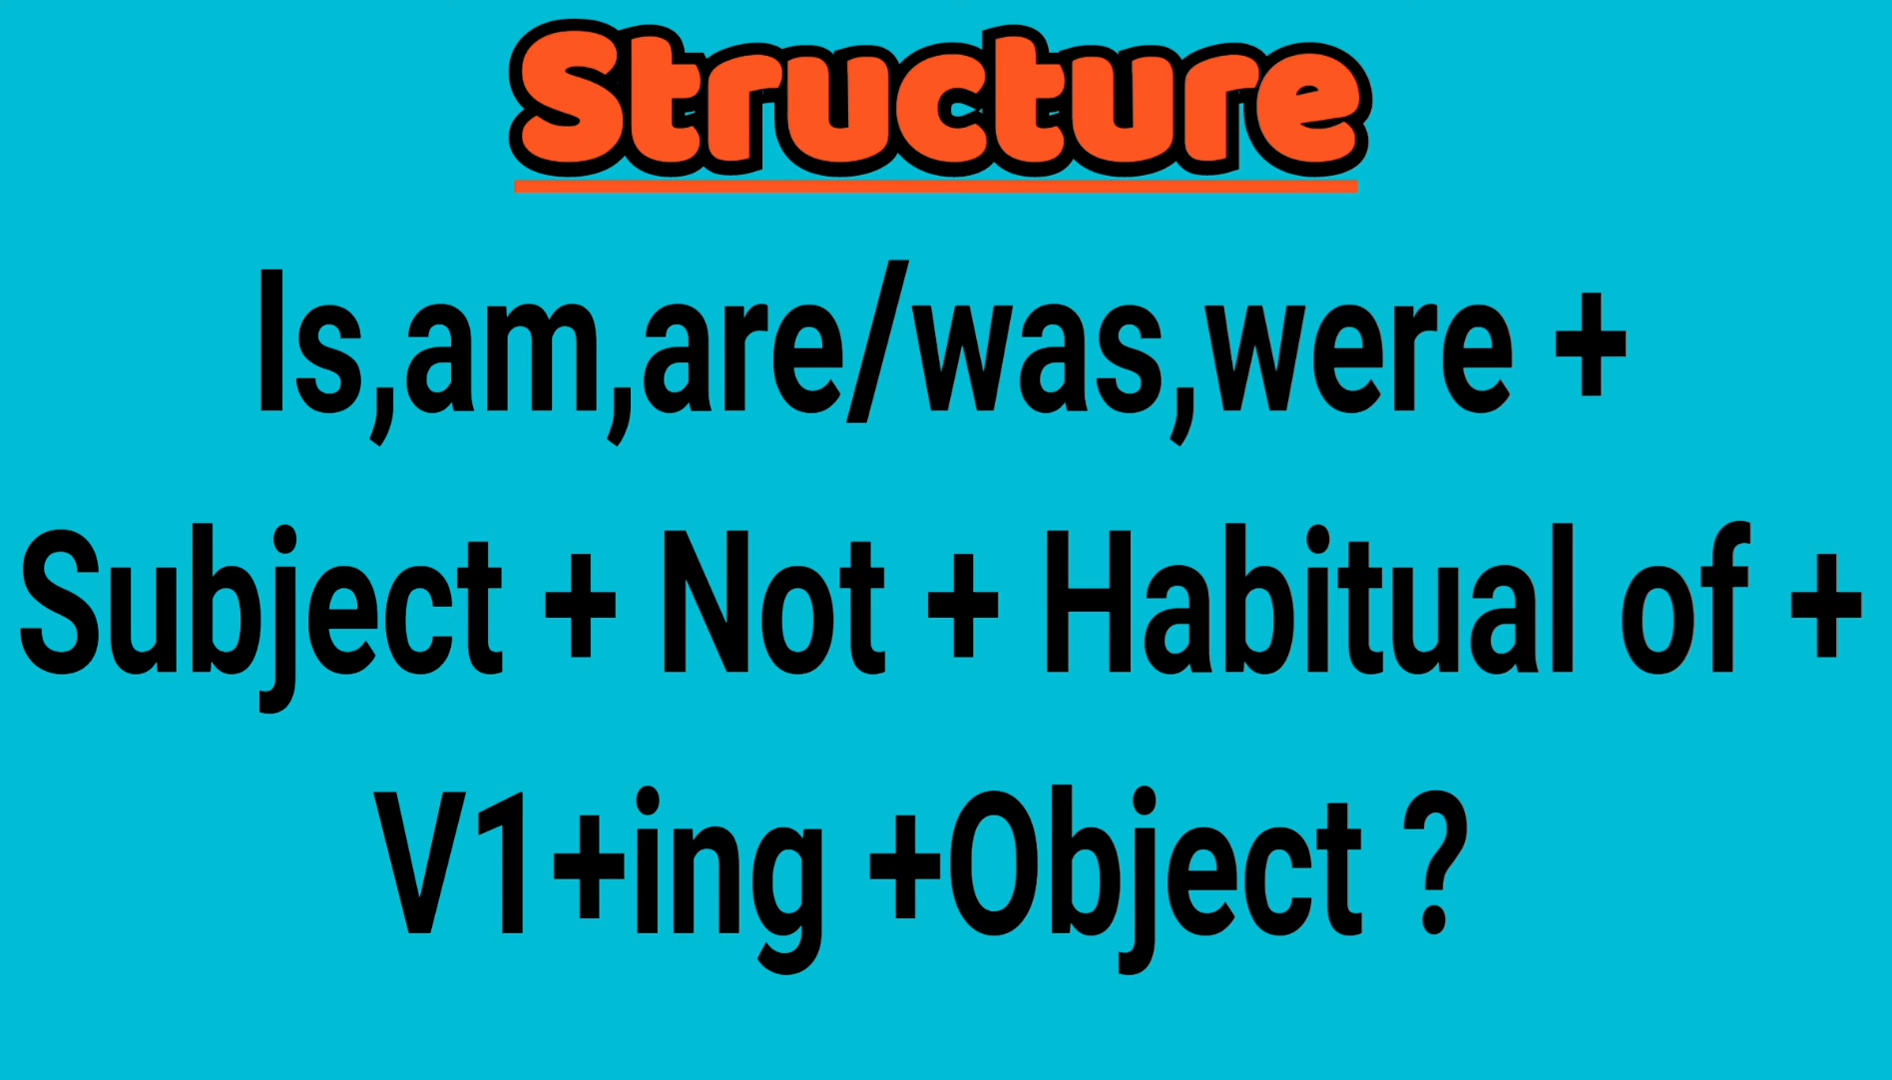 Structure
Is,am,are/was,were +
Subject + Not + Habitual of +
V1+ing +Object ?